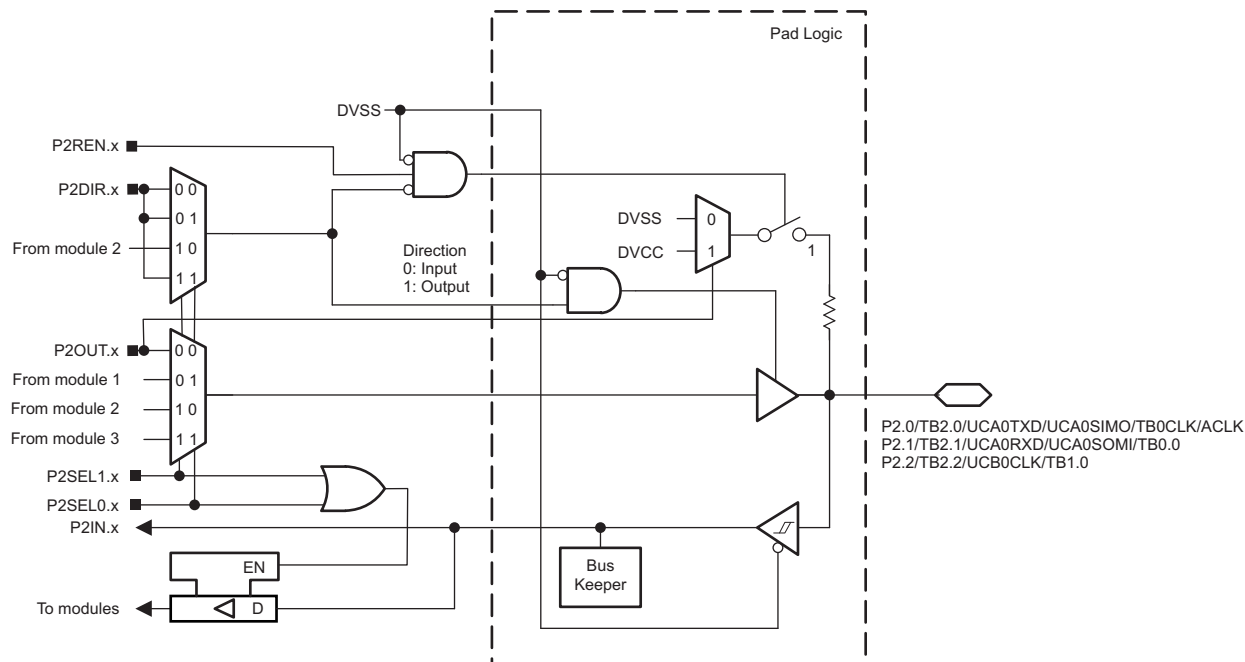 Pad Logic
DVSS
P2REN.x
P2DIR.x
0 0
0 1
From module 2
1 0
1 1
Direction
0: Input
1: Output
DVSS
0
DVCC
1
1
P2OUT.x
0 0
From module 1
0 1
From module 2
1 0
From module 3
1 1
P2.0/TB2.0/UCA0TXD/UCA0SIMO/TB0CLK/ACLK
P2.1/TB2.1/UCA0RXD/UCA0SOMI/TB0.0
P2.2/TB2.2/UCB0CLK/TB1.0
P2SEL1.x
P2SEL0.x
P2IN.x
Bus
Keeper
EN
To modules
D